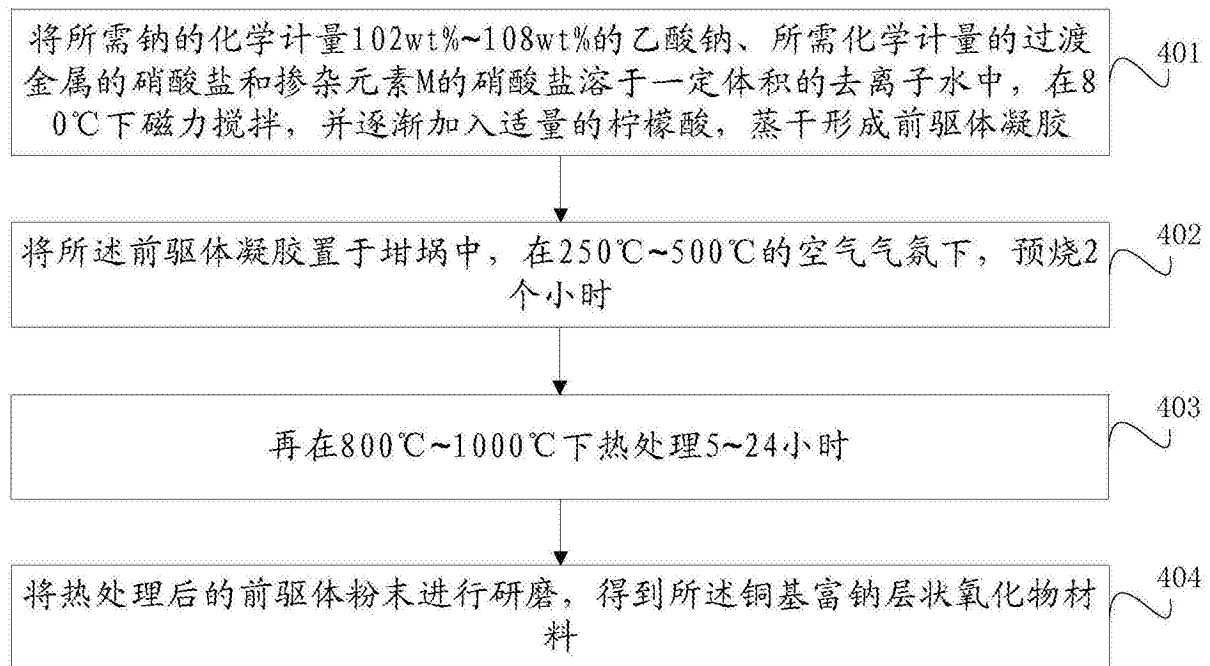 将所需钠的化学计量102wt%~108wt%的乙酸钠、所需化学计量的过渡
金属的硝酸盐和掺杂元素M的硝酸盐溶于一定体积的去离子水中，在8
0℃下磁力搅拌，并逐渐加入适量的柠檬酸，蒸干形成前驱体凝胶
401
将所述前驱体凝胶置于坩埚中，在250℃~500℃的空气气氛下，预烧2
个小时
402
再在800℃~1000℃下热处理5~24小时
403
将热处理后的前驱体粉末进行研磨，得到所述铜基富钠层状氧化物材
料
404